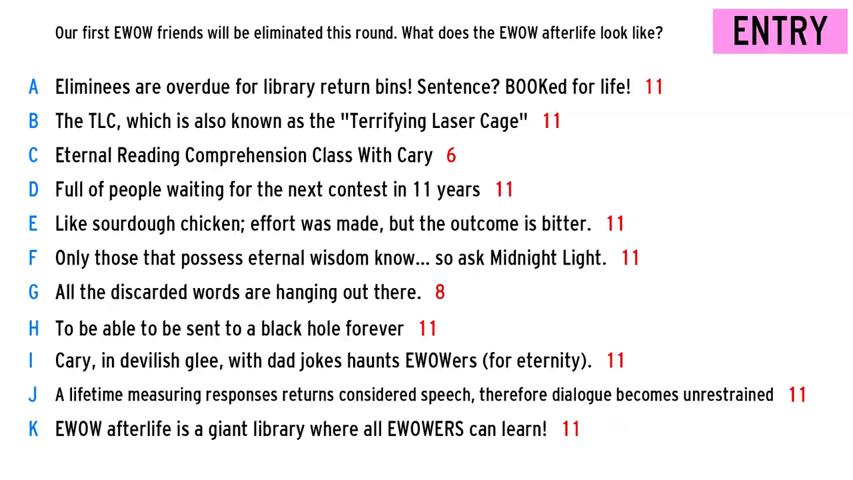 Our first EWOW friends will be eliminated this round. What does the EWOW afterlife look like?
ENTRY
A Eliminees are overdue for library return bins! Sentence? BOOKed for life! 11
B The TLC, which is also known as the "Terrifying Laser Cage" 11
C Eternal Reading Comprehension Class With Cary 6
D Full of people waiting for the next contest in 11 years 11
E Like sourdough chicken; effort was made, but the outcome is bitter. 11
F Only those that possess eternal wisdom know... so ask Midnight Light. 11
G All the discarded words are hanging out there. 8
H To be able to be sent to a black hole forever 11
I Cary, in devilish glee, with dad jokes haunts EWOWers (for eternity). 11
J A lifetime measuring responses returns considered speech, therefore dialogue becomes unrestrained 11
K EWOW afterlife is a giant library where all EWOWERS can learn! 11